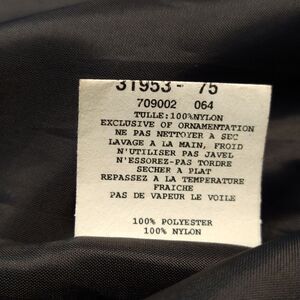 31953- 75
709002 064
TULLE:100%NYLON
EXCLUSIVE OF ORNAMENTATION
NE PAS NETTOYER A SEC
LAVAGE A LA MAIN, FROID
N'UTILISER PAS JAVEL
N'ESSOREZ-PAS TORDRE
SECHER A PLAT
REPASSEZ A LA TEMPERATURE
FRAICHE
PAS DE VAPEUR LE VOILE
100% POLYESTER
100% NYLON